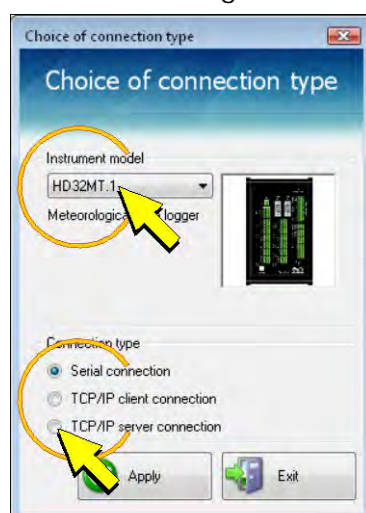 Choice of connection type
Choice of connection type
Instrument model
HD32MT.1
Meteorological logger
Connection type
Serial connection
TCP/IP client connection
TCP/IP server connection
Apply
Exit